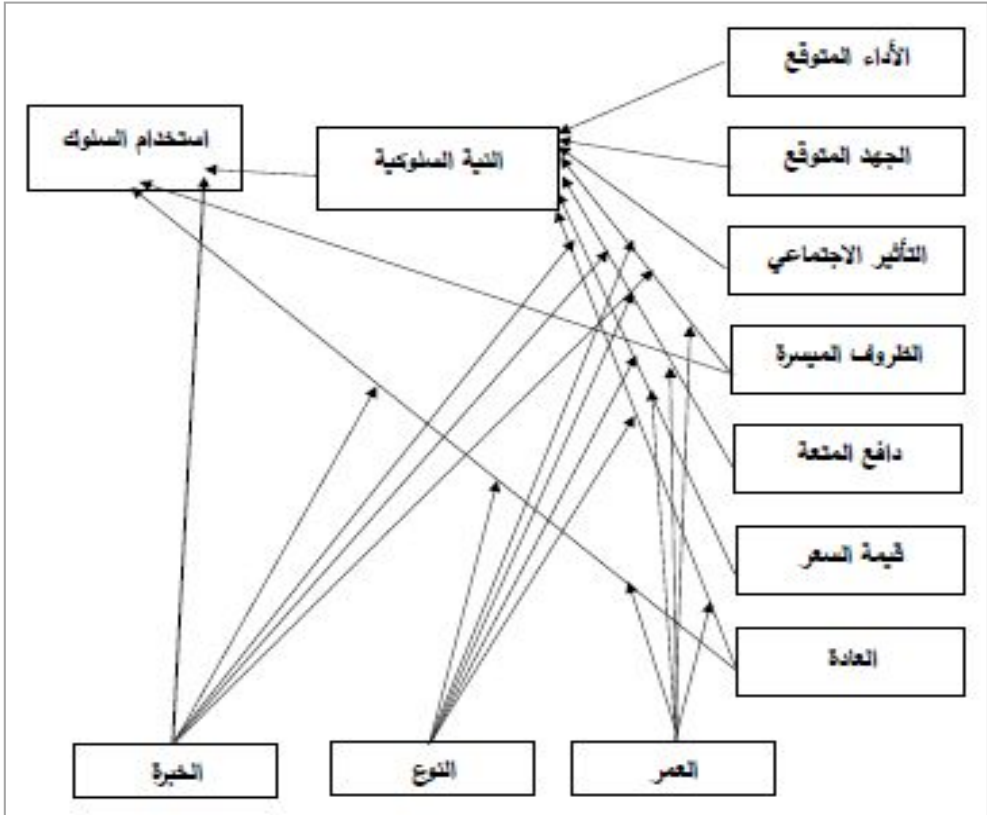 الأداء المتوقع
استخدام السلوك
النية السلوكية
الجهد المتوقع
التأثير الاجتماعي
الظروف الميسرة
دافع المتعة
قيمة السعر
العادة
العمر
النوع
الخبرة